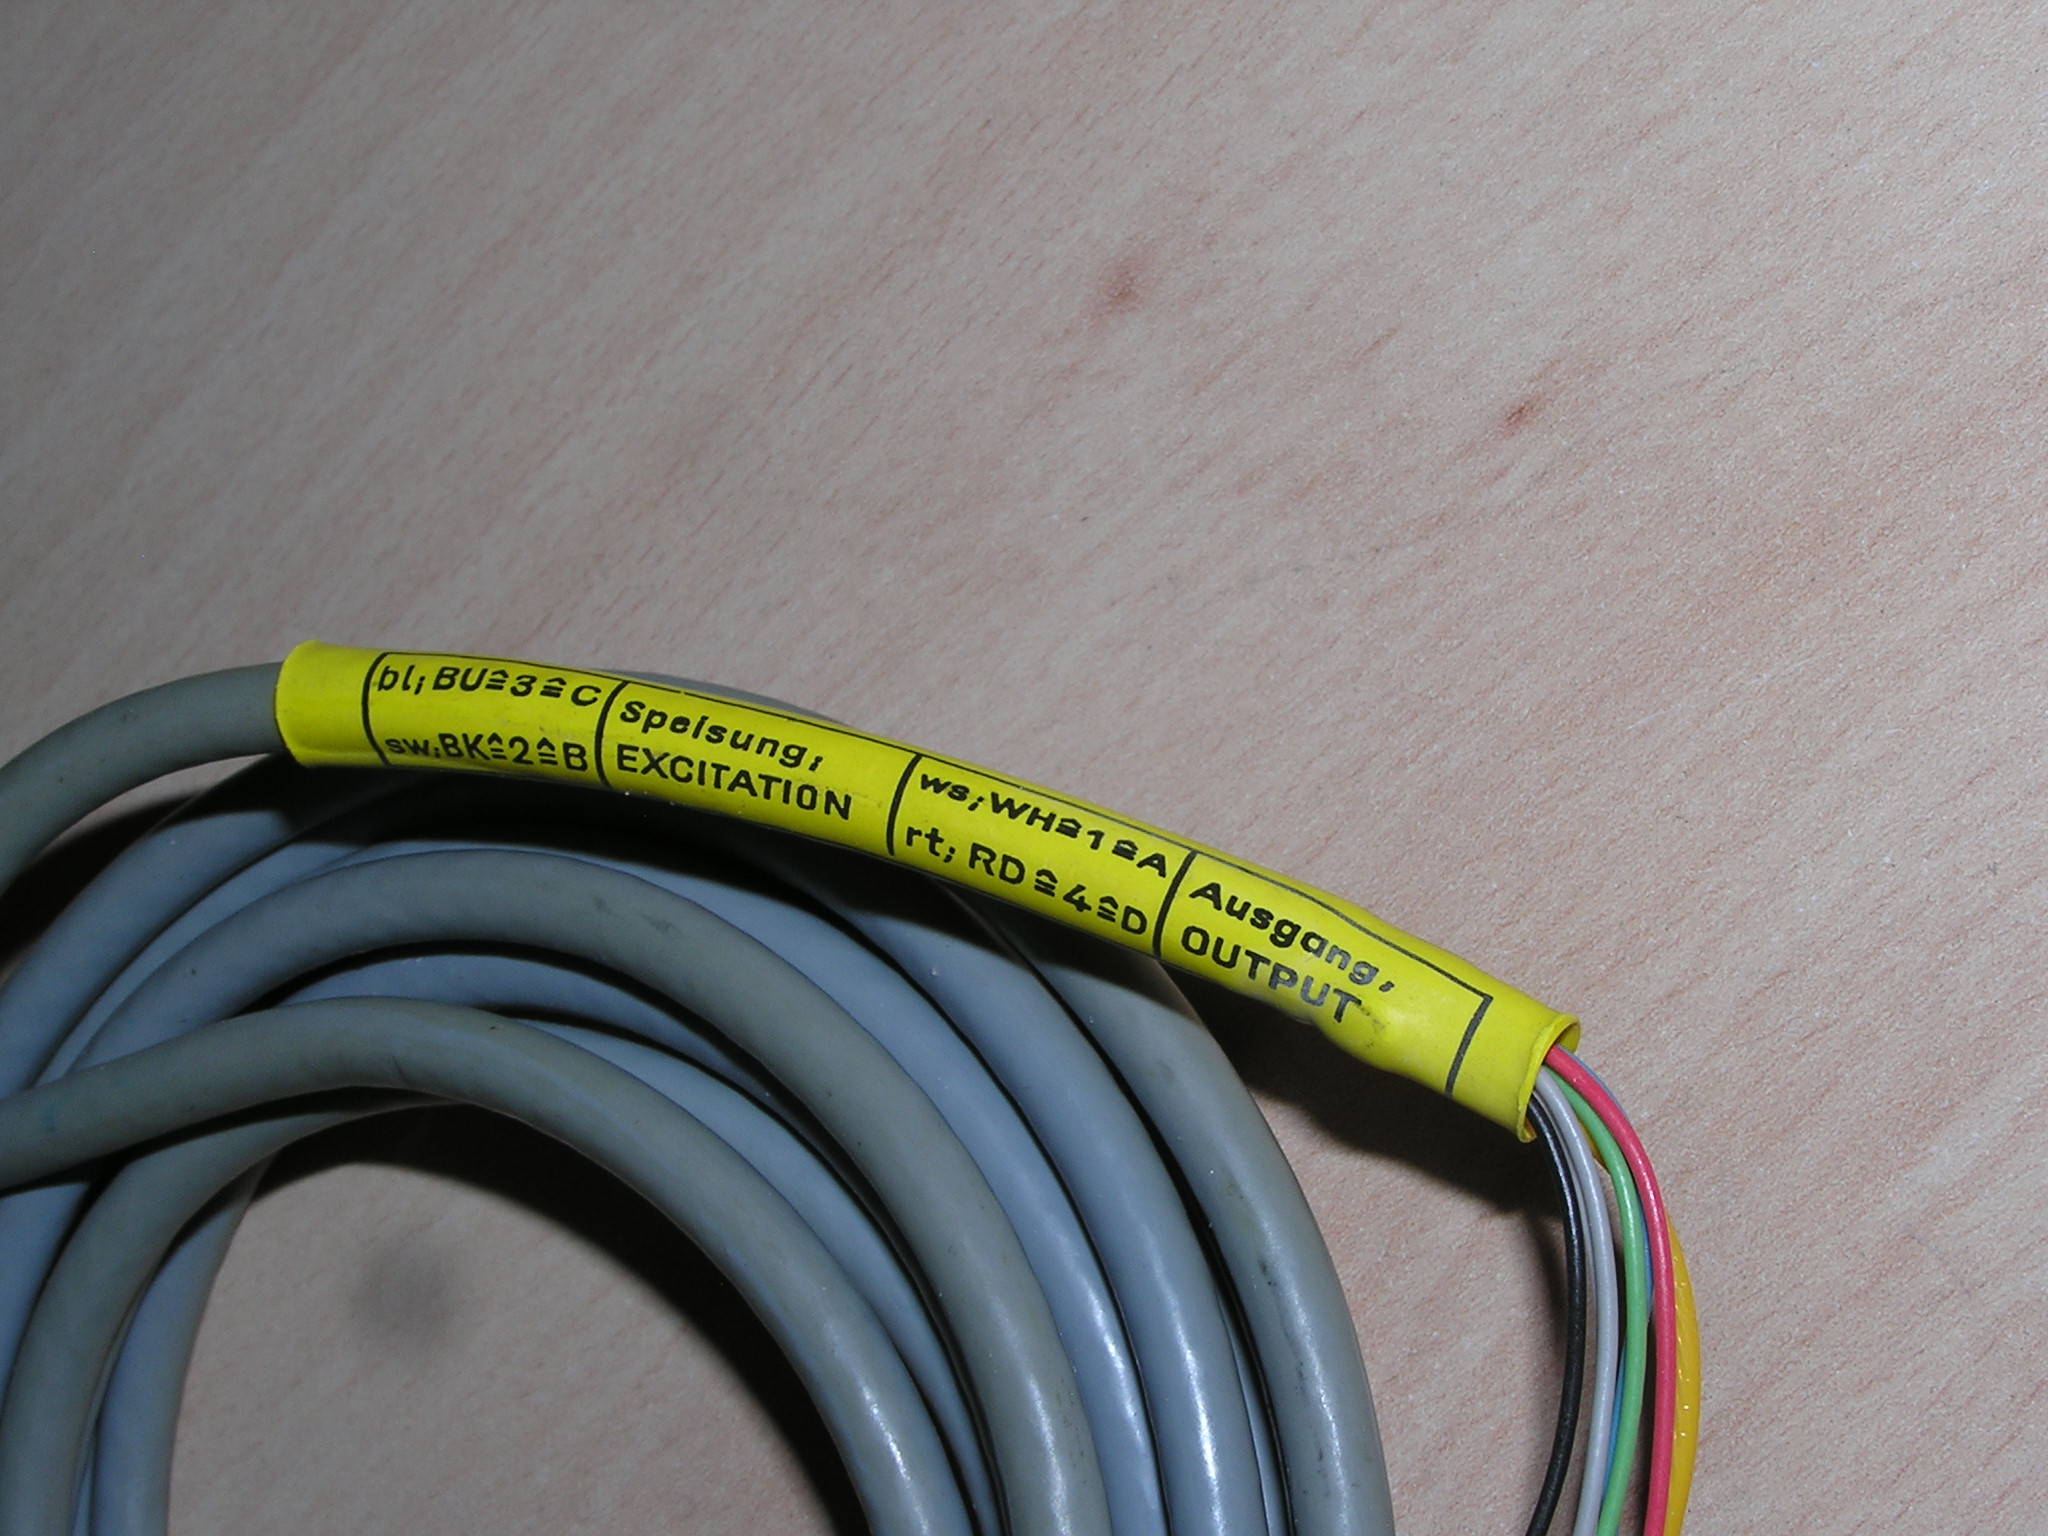 bl; BU≙3≙C
sw; BK≙2≙B
Speisung;
EXCITATION
ws; WH≙1≙A
rt; RD≙4≙D
Ausgang,
OUTPUT